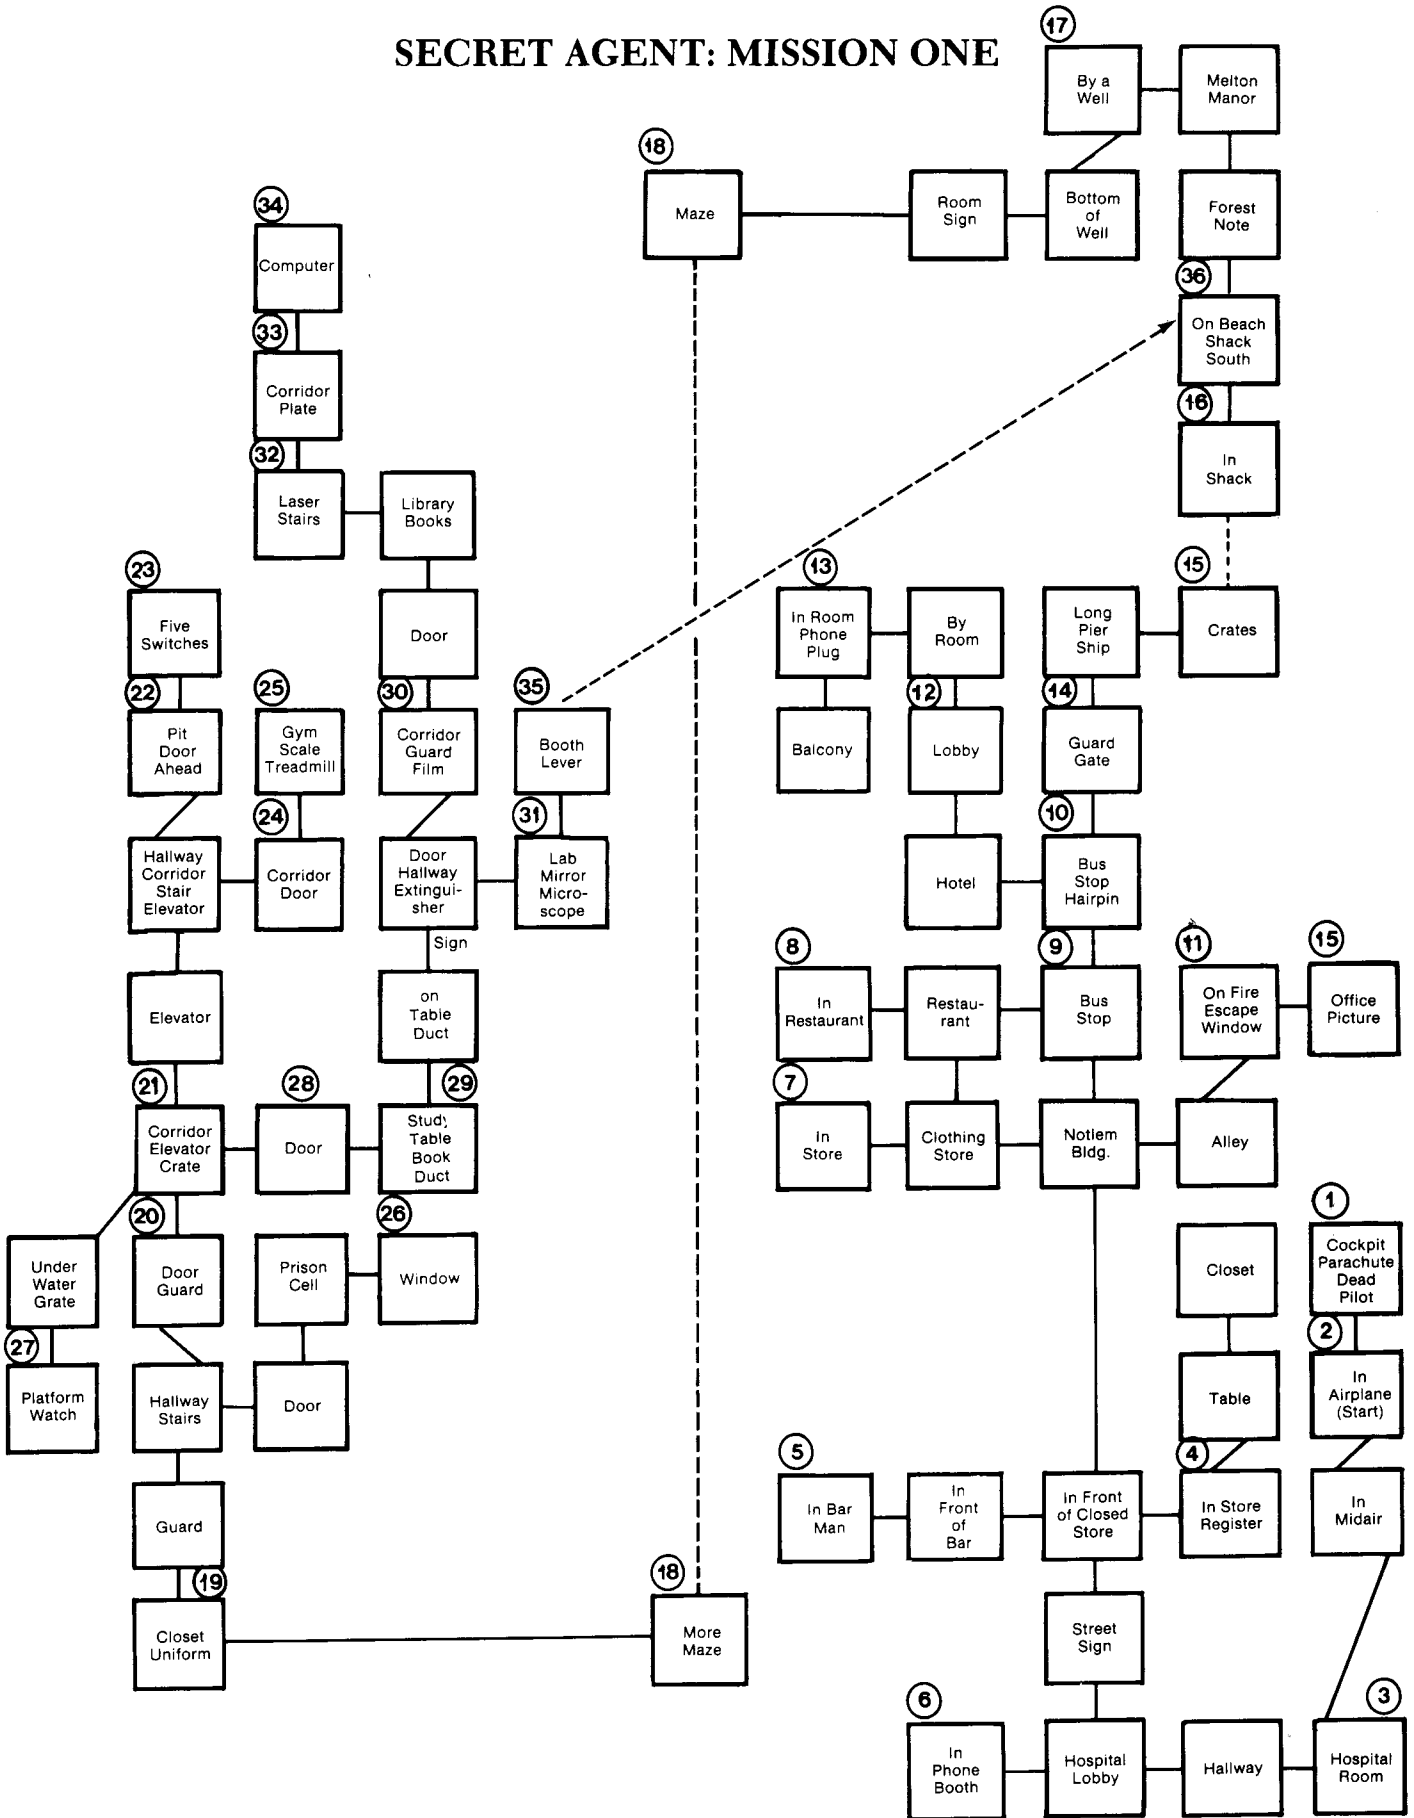 SECRET AGENT: MISSION ONE
17
By a
Well
Melton
Manor
18
Maze
Room
Sign
Bottom
of
Well
Forest
Note
34
Computer
36
On Beach
Shack
South
33
Corridor
Plate
16
In
Shack
32
Laser
Stairs
Library
Books
23
Five
Switches
Door
13
In Room
Phone
Plug
By
Room
Long
Pier
Ship
15
Crates
22
Pit
Door
Ahead
25
Gym
Scale
Treadmill
30
Corridor
Guard
Film
35
Booth
Lever
Balcony
12
Lobby
14
Guard
Gate
Hallway
Corridor
Stair
Elevator
24
Corridor
Door
Door
Hallway
Extingui-
sher
31
Lab
Mirror
Micro-
scope
Hotel
10
Bus
Stop
Hairpin
Sign
Elevator
on
Table
Duct
8
In
Restaurant
Restau-
rant
9
Bus
Stop
11
On Fire
Escape
Window
15
Office
Picture
21
Corridor
Elevator
Crate
28
Door
29
Study
Table
Book
Duct
7
In
Store
Clothing
Store
Notlem
Bldg.
Alley
Under
Water
Grate
20
Door
Guard
Prison
Cell
26
Window
Closet
1
Cockpit
Parachute
Dead
Pilot
27
Platform
Watch
Hallway
Stairs
Door
Table
2
In
Airplane
(Start)
Guard
5
In Bar
Man
In
Front
of
Bar
In Front
of Closed
Store
4
In Store
Register
In
Midair
19
Closet
Uniform
18
More
Maze
Street
Sign
6
In
Phone
Booth
Hospital
Lobby
Hallway
3
Hospital
Room